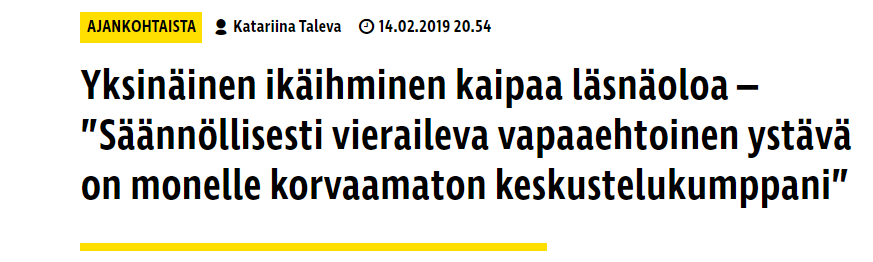 AJANKOHTAISTA Katariina Taleva 14.02.2019 20.54
Yksinäinen ikäihminen kaipaa läsnäoloa –
”Säännöllisesti vieraileva vapaaehtoinen ystävä
on monelle korvaamaton keskustelukumppani”